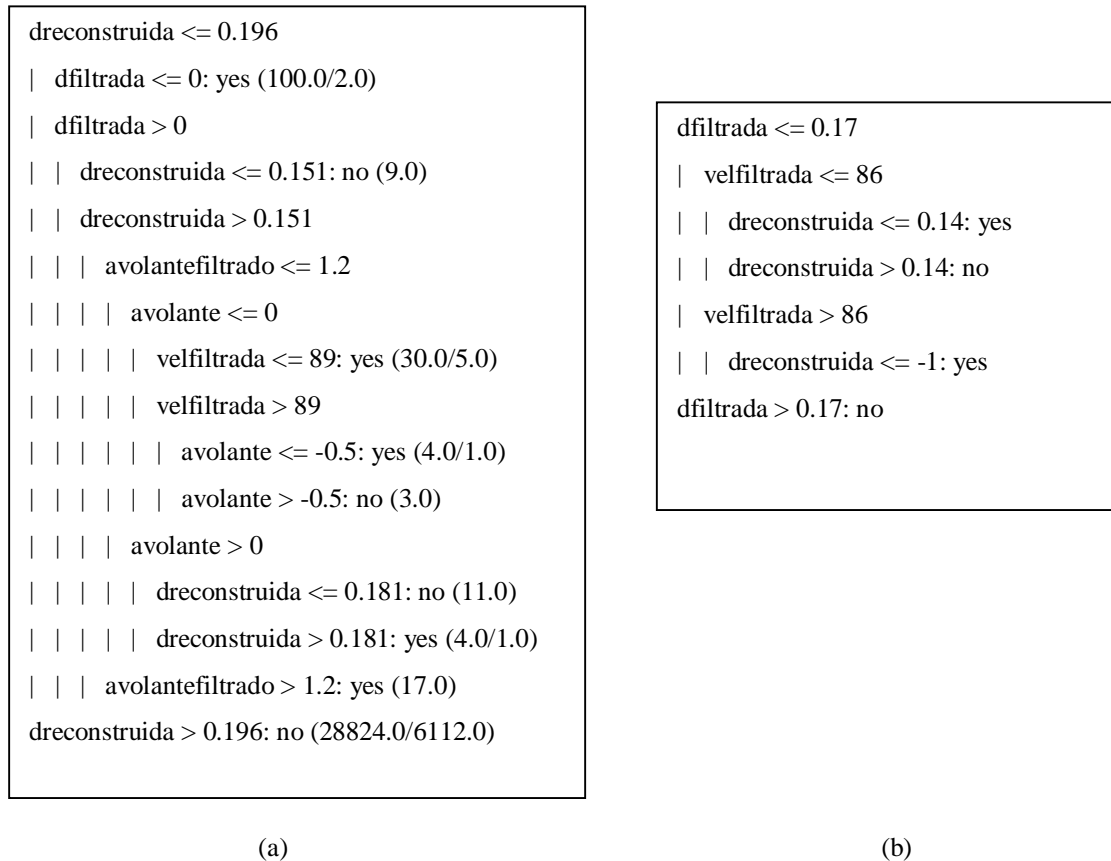 dreconstruida <= 0.196
| dfiltrada <= 0: yes (100.0/2.0)
| dfiltrada > 0
| | dreconstruida <= 0.151: no (9.0)
| | dreconstruida > 0.151
| | | avolantefiltrado <= 1.2
| | | | avolante <= 0
| | | | | velfiltrada <= 89: yes (30.0/5.0)
| | | | | velfiltrada > 89
| | | | | | avolante <= -0.5: yes (4.0/1.0)
| | | | | | avolante > -0.5: no (3.0)
| | | | avolante > 0
| | | | | dreconstruida <= 0.181: no (11.0)
| | | | | dreconstruida > 0.181: yes (4.0/1.0)
| | | avolantefiltrado > 1.2: yes (17.0)
dreconstruida > 0.196: no (28824.0/6112.0)
(a)
dfiltrada <= 0.17
| velfiltrada <= 86
| | dreconstruida <= 0.14: yes
| | dreconstruida > 0.14: no
| velfiltrada > 86
| | dreconstruida <= -1: yes
dfiltrada > 0.17: no
(b)